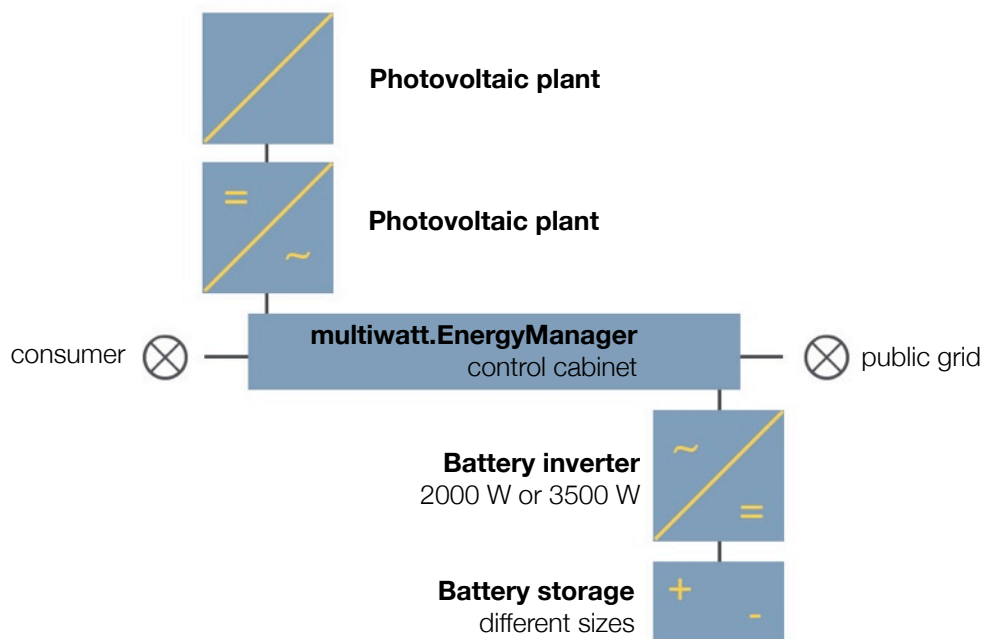 Photovoltaic plant
=
~
Photovoltaic plant
multiwatt.EnergyManager
control cabinet
consumer
public grid
~
=
Battery inverter
2000 W or 3500 W
+
-
Battery storage
different sizes